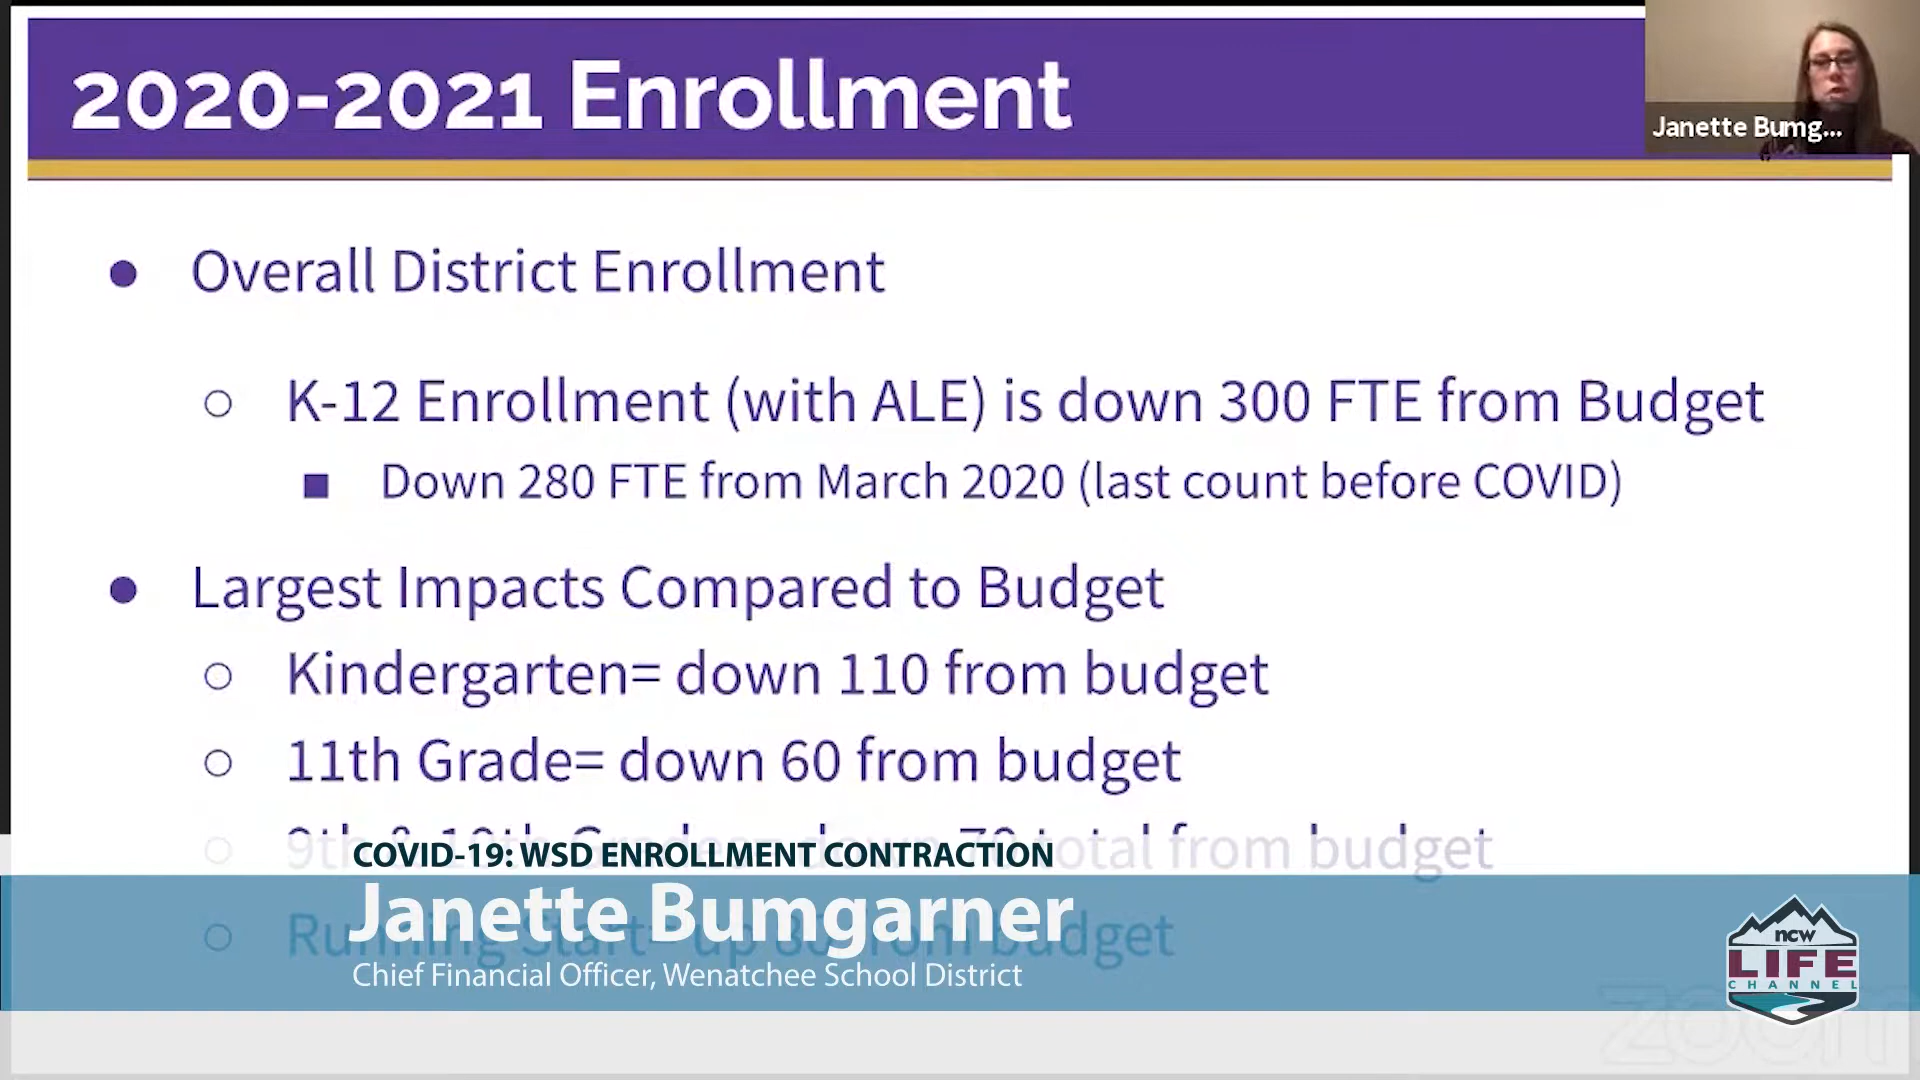 2020-2021 Enrollment
Janette Bumg...
Overall District Enrollment
K-12 Enrollment (with ALE) is down 300 FTE from Budget
Down 280 FTE from March 2020 (last count before COVID)
Largest Impacts Compared to Budget
Kindergarten= down 110 from budget
11th Grade= down 60 from budget
9th & 10th Grades= down total from budget
COVID-19: WSD ENROLLMENT CONTRACTION
Janette Bumgarner
Running Start= up from budget
Chief Financial Officer, Wenatchee School District
ncw
LIFE
CHANNEL
zoom